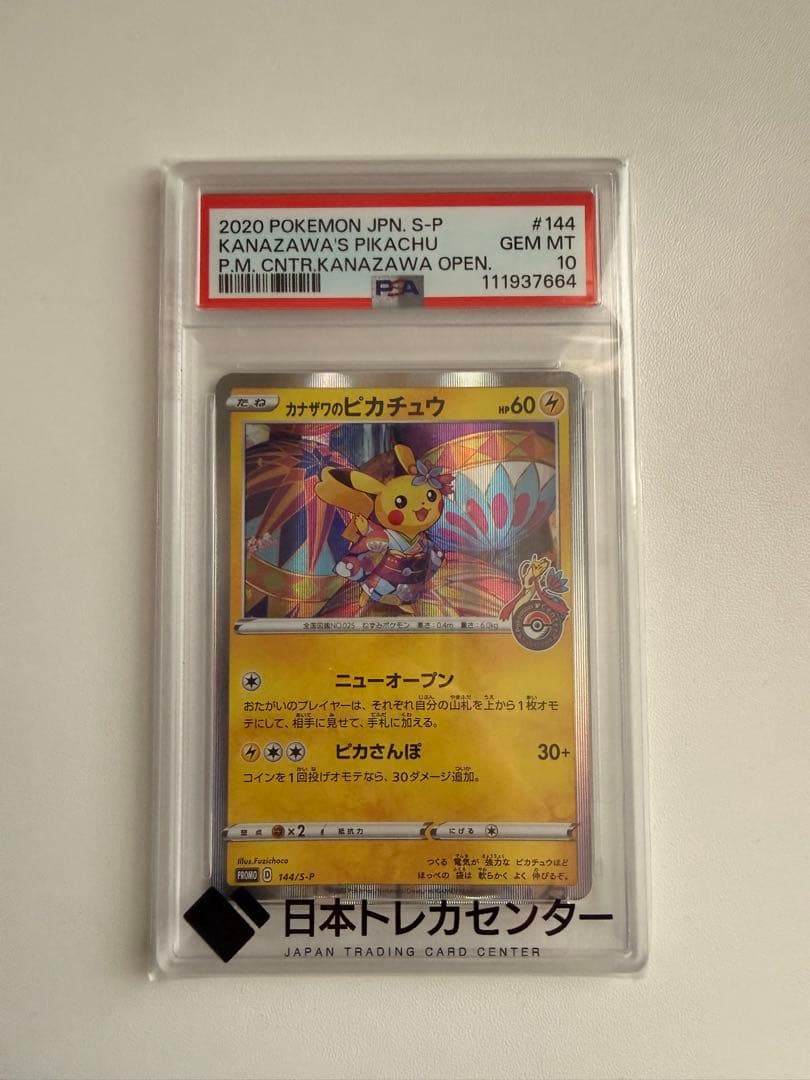 2020 POKEMON JPN. S-P #144
KANAZAWA'S PIKACHU GEM MT
P.M. CNTR.KANAZAWA OPEN. 10
PSA 111937664
たね カナザワのピカチュウ HP60
全国図鑑NO.025 ねずみポケモン 高さ:0.4m 重さ:6.0kg
ニューオープン
おたがいのプレイヤーは、それぞれ自分の山札を上から1枚オモ
テにして、相手に見せて、手札に加える。
ピカさんぽ 30+
コインを1回投げオモテなら、30ダメージ追加。
弱点 ×2 抵抗力 にげる
Illus.Fuzichoco
つくる 電気が 強力な ピカチュウほど
PROMO D 144/S-P
ほっぺの 袋は 軟らかく よく 伸びるぞ。
日本トレカセンター
JAPAN TRADING CARD CENTER